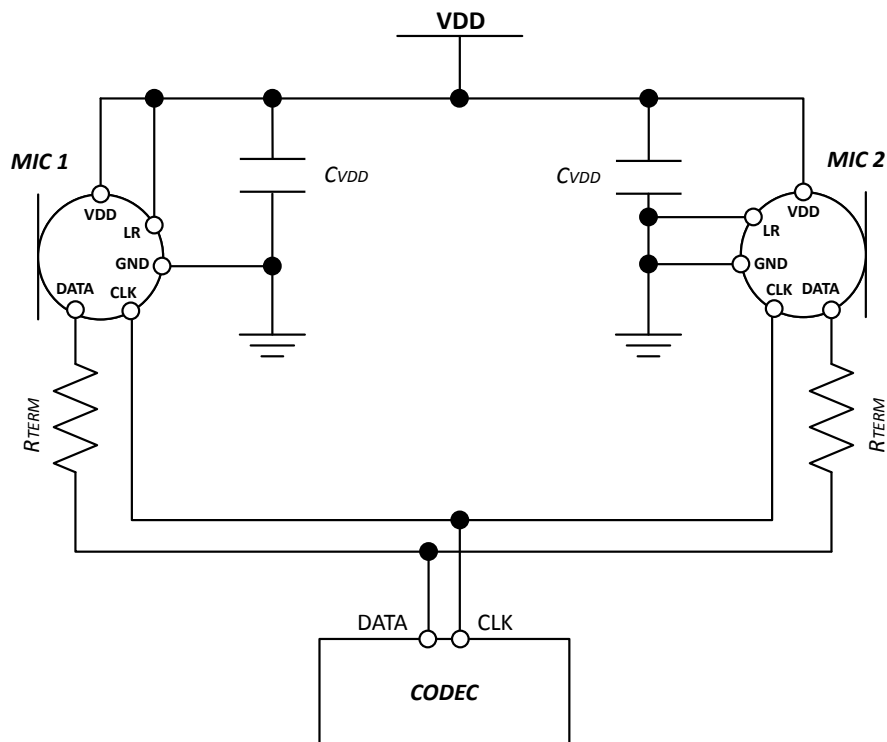 VDD
MIC 1
MIC 2
CVDD
CVDD
VDD
VDD
LR
LR
GND
GND
DATA
CLK
CLK
DATA
RTERM
RTERM
DATA
CLK
CODEC